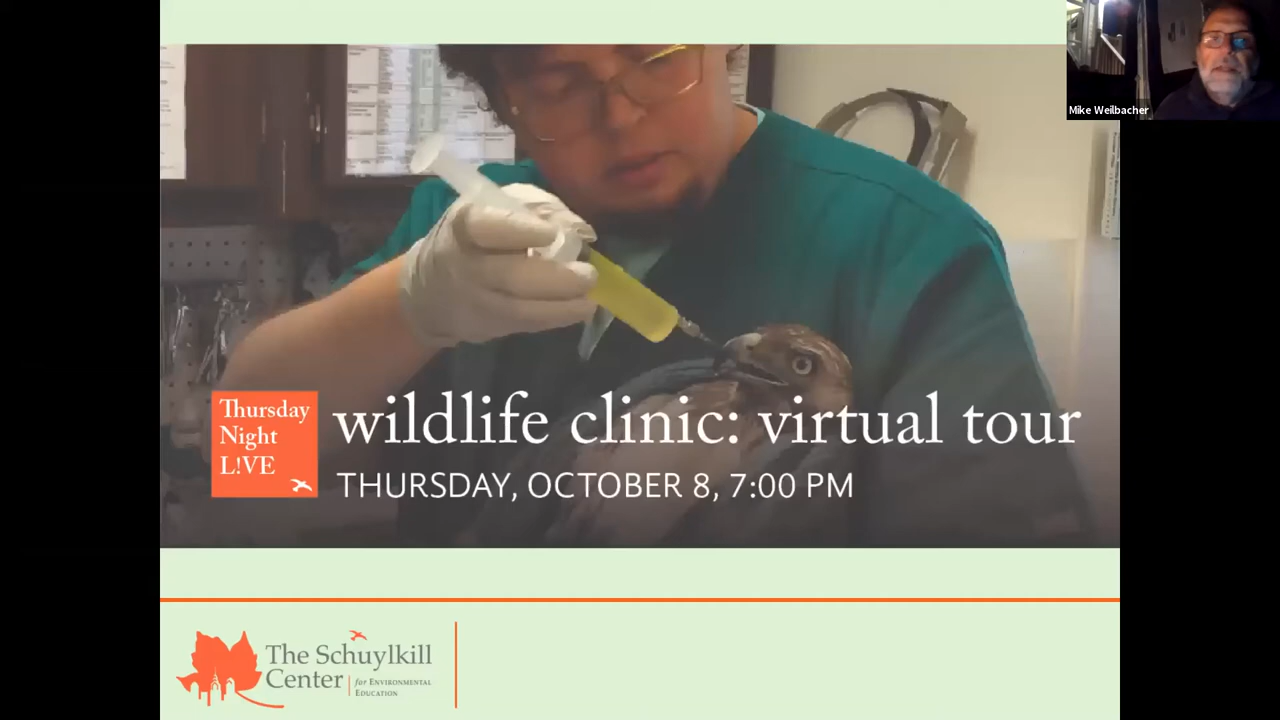 Mike Weilbacher
Thursday
Night
L!VE
wildlife clinic: virtual tour
THURSDAY, OCTOBER 8, 7:00 PM
The Schuylkill
Center for ENVIRONMENTAL
EDUCATION